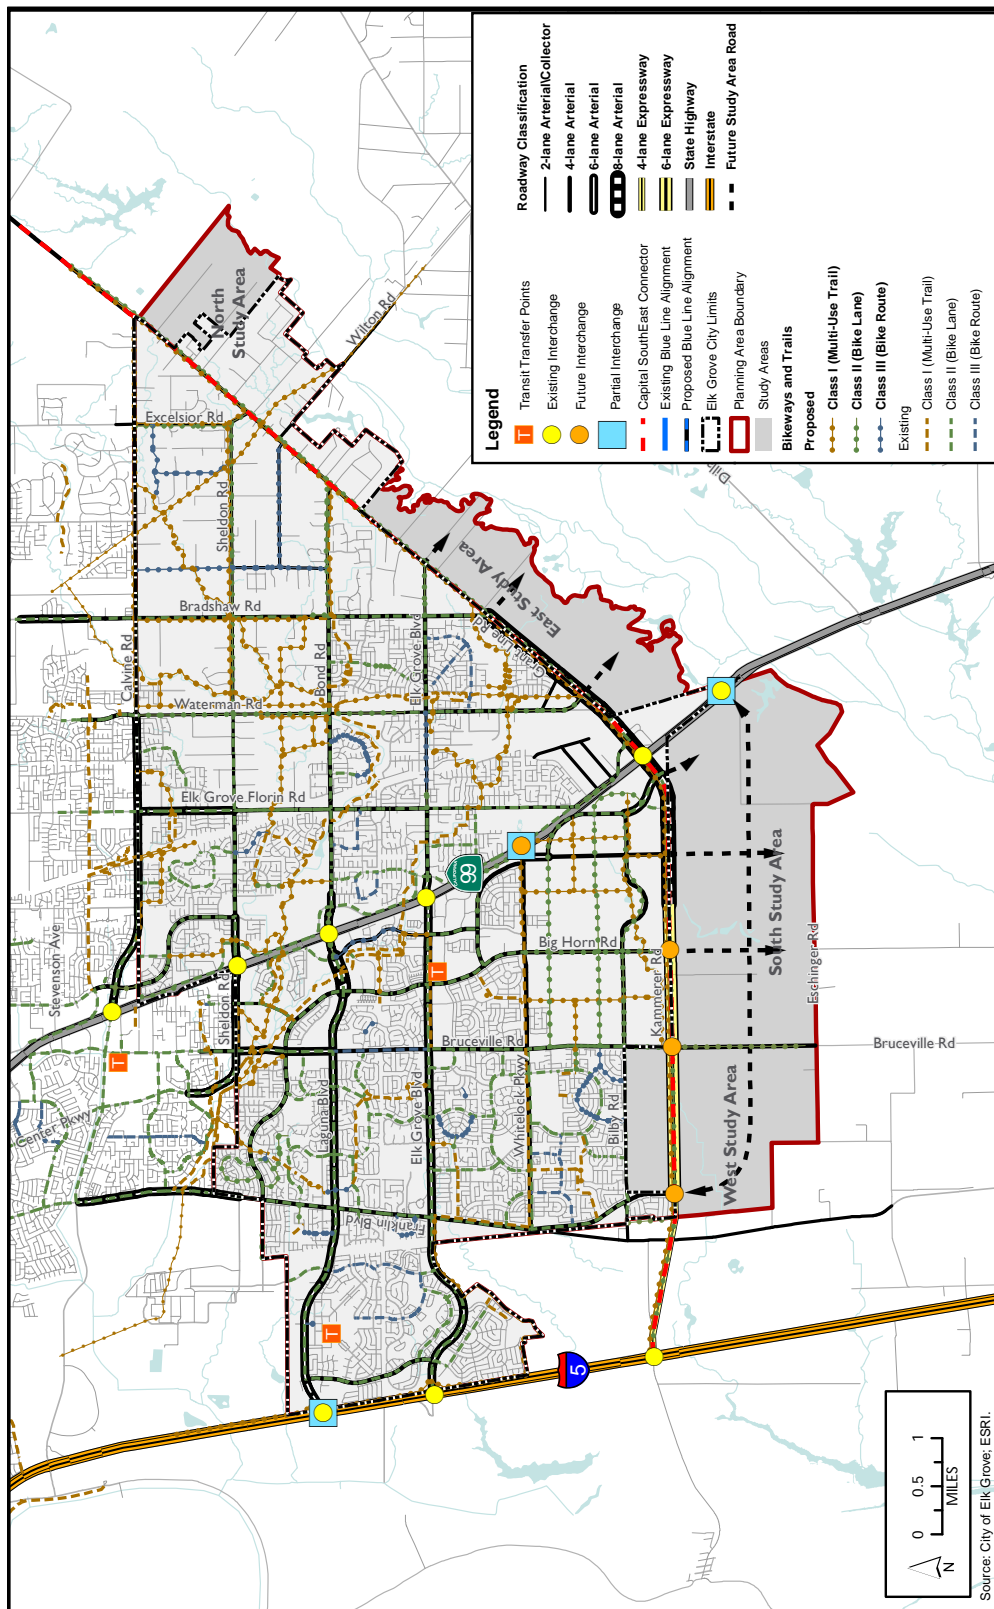 Legend
Transit Transfer Points
Existing Interchange
Future Interchange
Partial Interchange
Capital SouthEast Connector
Existing Blue Line Alignment
Proposed Blue Line Alignment
Elk Grove City Limits
Planning Area Boundary
Study Areas
Bikeways and Trails
Proposed
Class I (Multi-Use Trail)
Class II (Bike Lane)
Class III (Bike Route)
Existing
Class I (Multi-Use Trail)
Class II (Bike Lane)
Class III (Bike Route)
Roadway Classification
2-lane Arterial\Collector
4-lane Arterial
6-lane Arterial
8-lane Arterial
4-lane Expressway
6-lane Expressway
State Highway
Interstate
Future Study Area Road
T
T
T
T
North
Study Area
East Study Area
South Study Area
West Study Area
Wilton Rd
Excelsior Rd
Sheldon Rd
Bradshaw Rd
Calvine Rd
Bond Rd
Elk Grove Blvd
Grant Line Rd
Waterman Rd
Elk Grove Florin Rd
99
Stevenson Ave
Sheldon Rd
Big Horn Rd
Kammerer Rd
Eschinger Rd
Bruceville Rd
Bruceville Rd
Center Pkwy
Laguna Blvd
Elk Grove Blvd
Whitelock Pkwy
Bilby Rd
Franklin Blvd
5
N
0 0.5 1
MILES
Source: City of Elk Grove; ESRI.